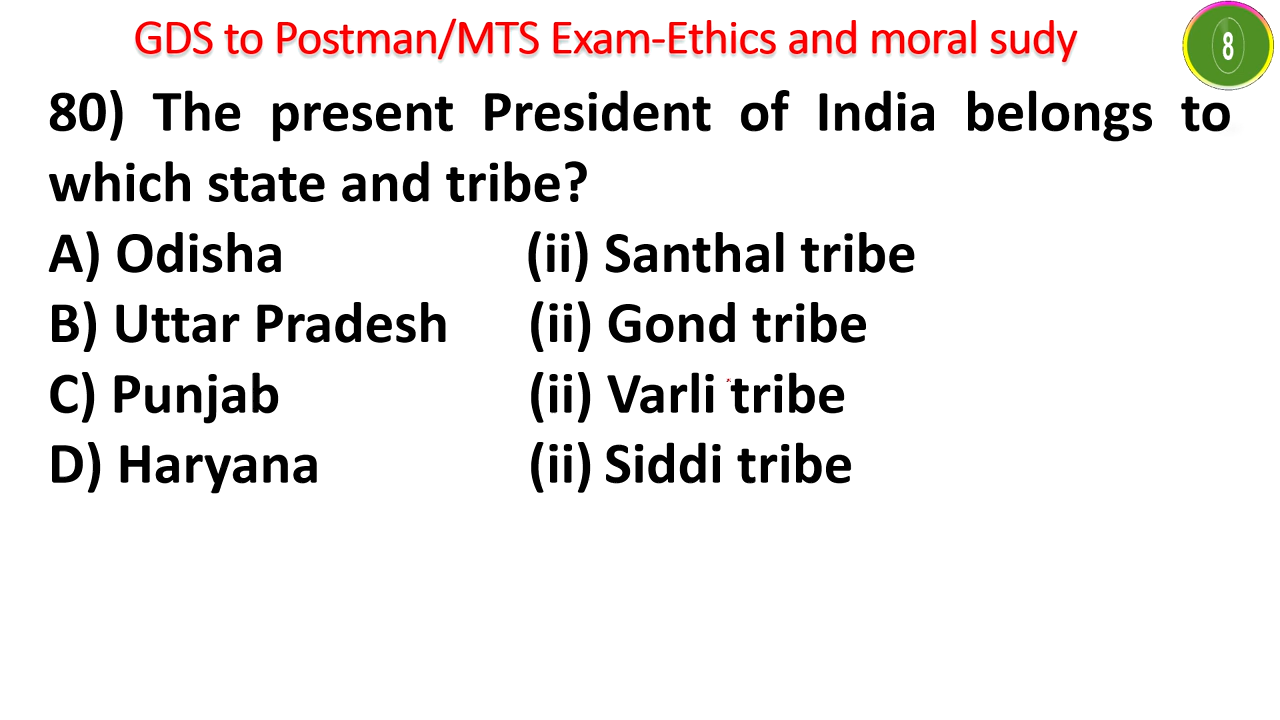 GDS to Postman/MTS Exam-Ethics and moral sudy
8
80) The present President of India belongs to
which state and tribe?
A) Odisha (ii) Santhal tribe
B) Uttar Pradesh (ii) Gond tribe
C) Punjab (ii) Varli tribe
D) Haryana (ii) Siddi tribe